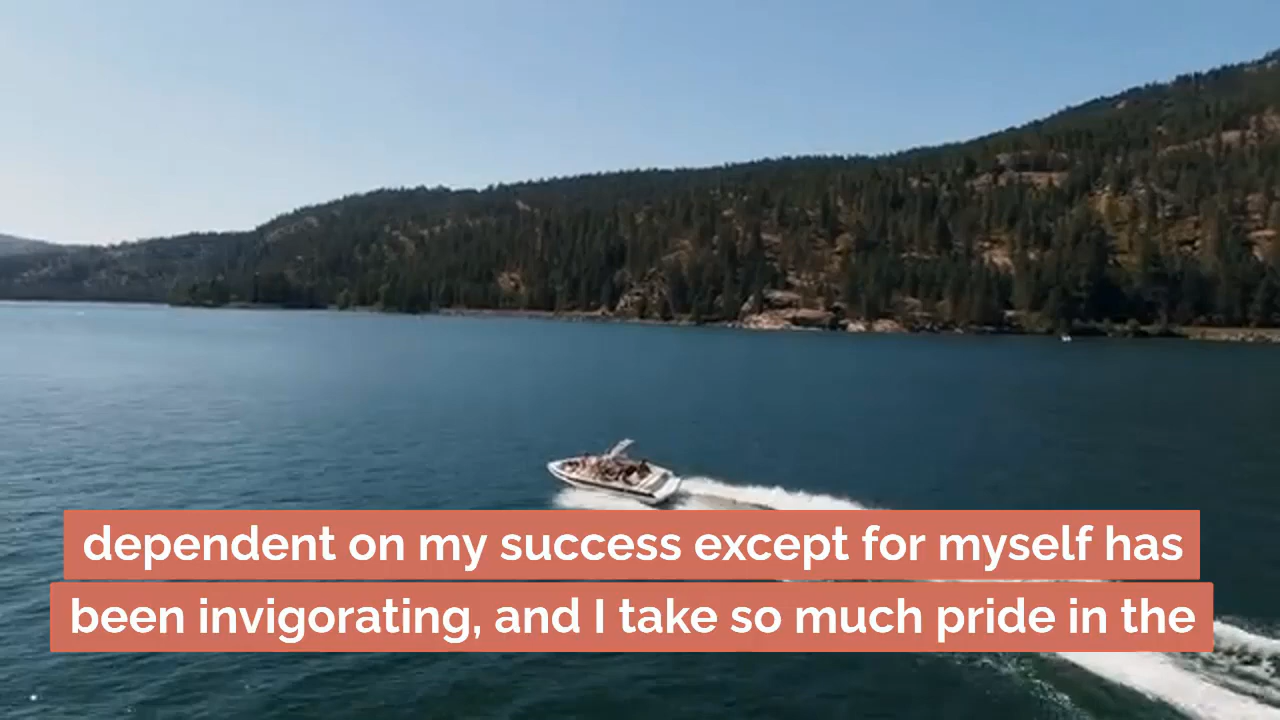 dependent on my success except for myself has
been invigorating, and I take so much pride in the